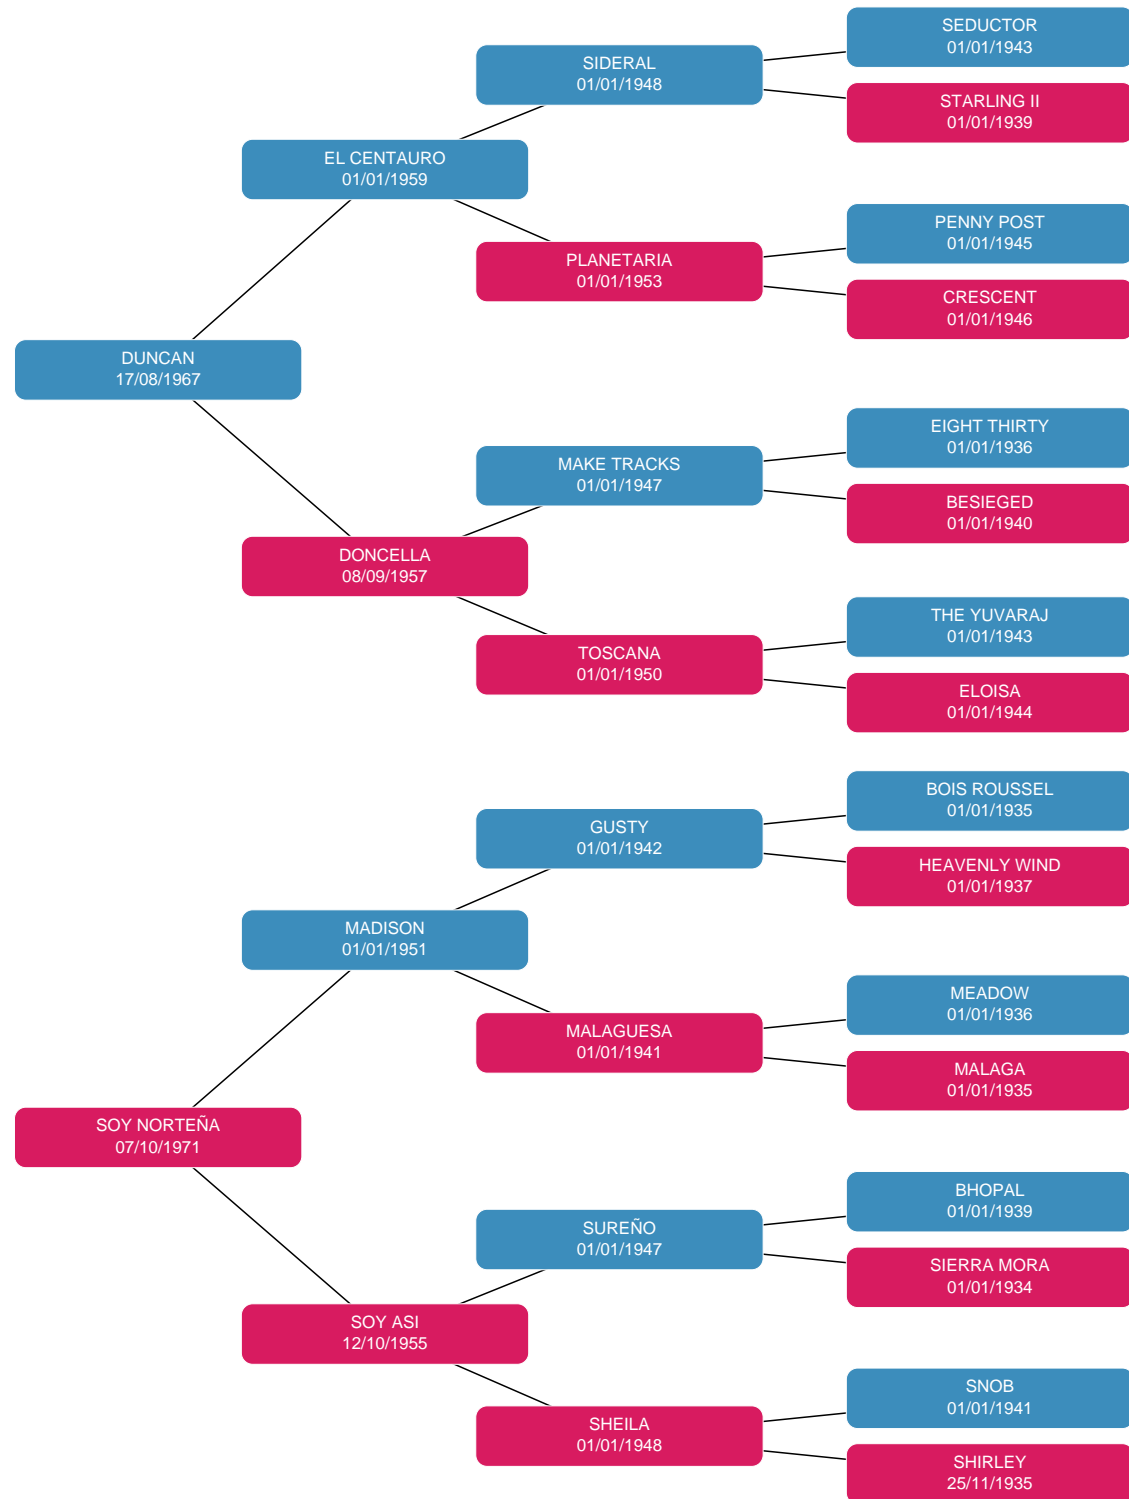 SEDUCTOR
01/01/1943
SIDERAL
01/01/1948
STARLING II
01/01/1939
EL CENTAURO
01/01/1959
PENNY POST
01/01/1945
PLANETARIA
01/01/1953
CRESCENT
01/01/1946
DUNCAN
17/08/1967
EIGHT THIRTY
01/01/1936
MAKE TRACKS
01/01/1947
BESIEGED
01/01/1940
DONCELLA
08/09/1957
THE YUVARAJ
01/01/1943
TOSCANA
01/01/1950
ELOISA
01/01/1944
BOIS ROUSSEL
01/01/1935
GUSTY
01/01/1942
HEAVENLY WIND
01/01/1937
MADISON
01/01/1951
MEADOW
01/01/1936
MALAGUESA
01/01/1941
MALAGA
01/01/1935
SOY NORTEÑA
07/10/1971
BHOPAL
01/01/1939
SUREÑO
01/01/1947
SIERRA MORA
01/01/1934
SOY ASI
12/10/1955
SNOB
01/01/1941
SHEILA
01/01/1948
SHIRLEY
25/11/1935